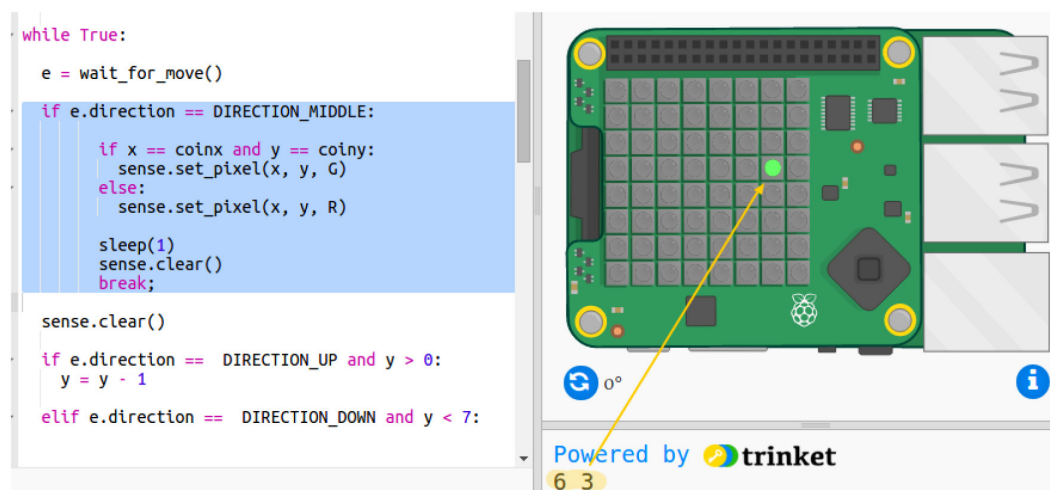 while True:
e = wait_for_move()
if e.direction == DIRECTION_MIDDLE:
if x == coinx and y == coiny:
sense.set_pixel(x, y, G)
else:
sense.set_pixel(x, y, R)
sleep(1)
sense.clear()
break;
sense.clear()
if e.direction == DIRECTION_UP and y > 0:
y = y - 1
elif e.direction == DIRECTION_DOWN and y < 7:
0°
i
Powered by trinket
6 3